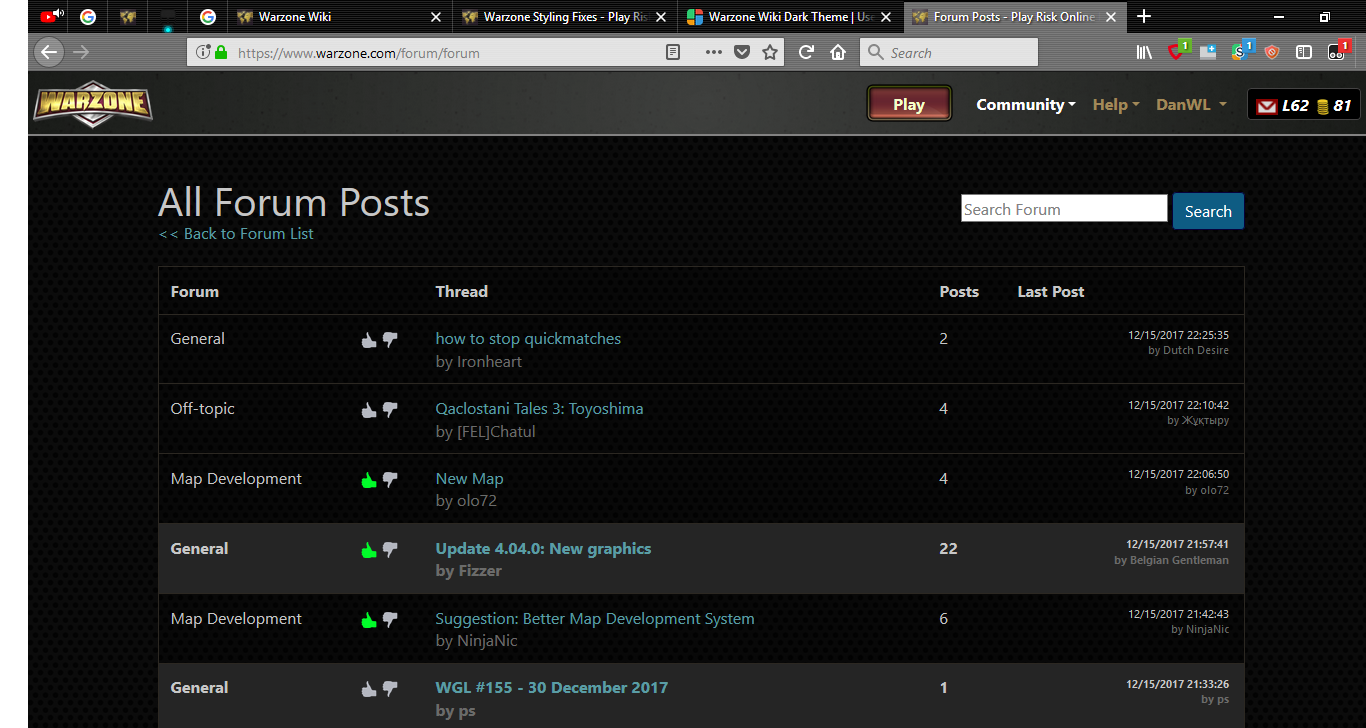 Warzone Wiki
Warzone Styling Fixes - Play Ris
Warzone Wiki Dark Theme | Use
Forum Posts - Play Risk Online
https://www.warzone.com/forum/forum
Search
1
1
1
WARZONE
Play
Community
Help
DanWL
L62
81
All Forum Posts
Search Forum
Search
<< Back to Forum List
Forum
Thread
Posts
Last Post
General
how to stop quickmatches
2
12/15/2017 22:25:35
by Ironheart
by Dutch Desire
Off-topic
Qaclostani Tales 3: Toyoshima
4
12/15/2017 22:10:42
by [FEL]Chatul
by Жұқтыру
Map Development
New Map
4
12/15/2017 22:06:50
by olo72
by olo72
General
Update 4.04.0: New graphics
22
12/15/2017 21:57:41
by Fizzer
by Belgian Gentleman
Map Development
Suggestion: Better Map Development System
6
12/15/2017 21:42:43
by NinjaNic
by NinjaNic
General
WGL #155 - 30 December 2017
1
12/15/2017 21:33:26
by ps
by ps